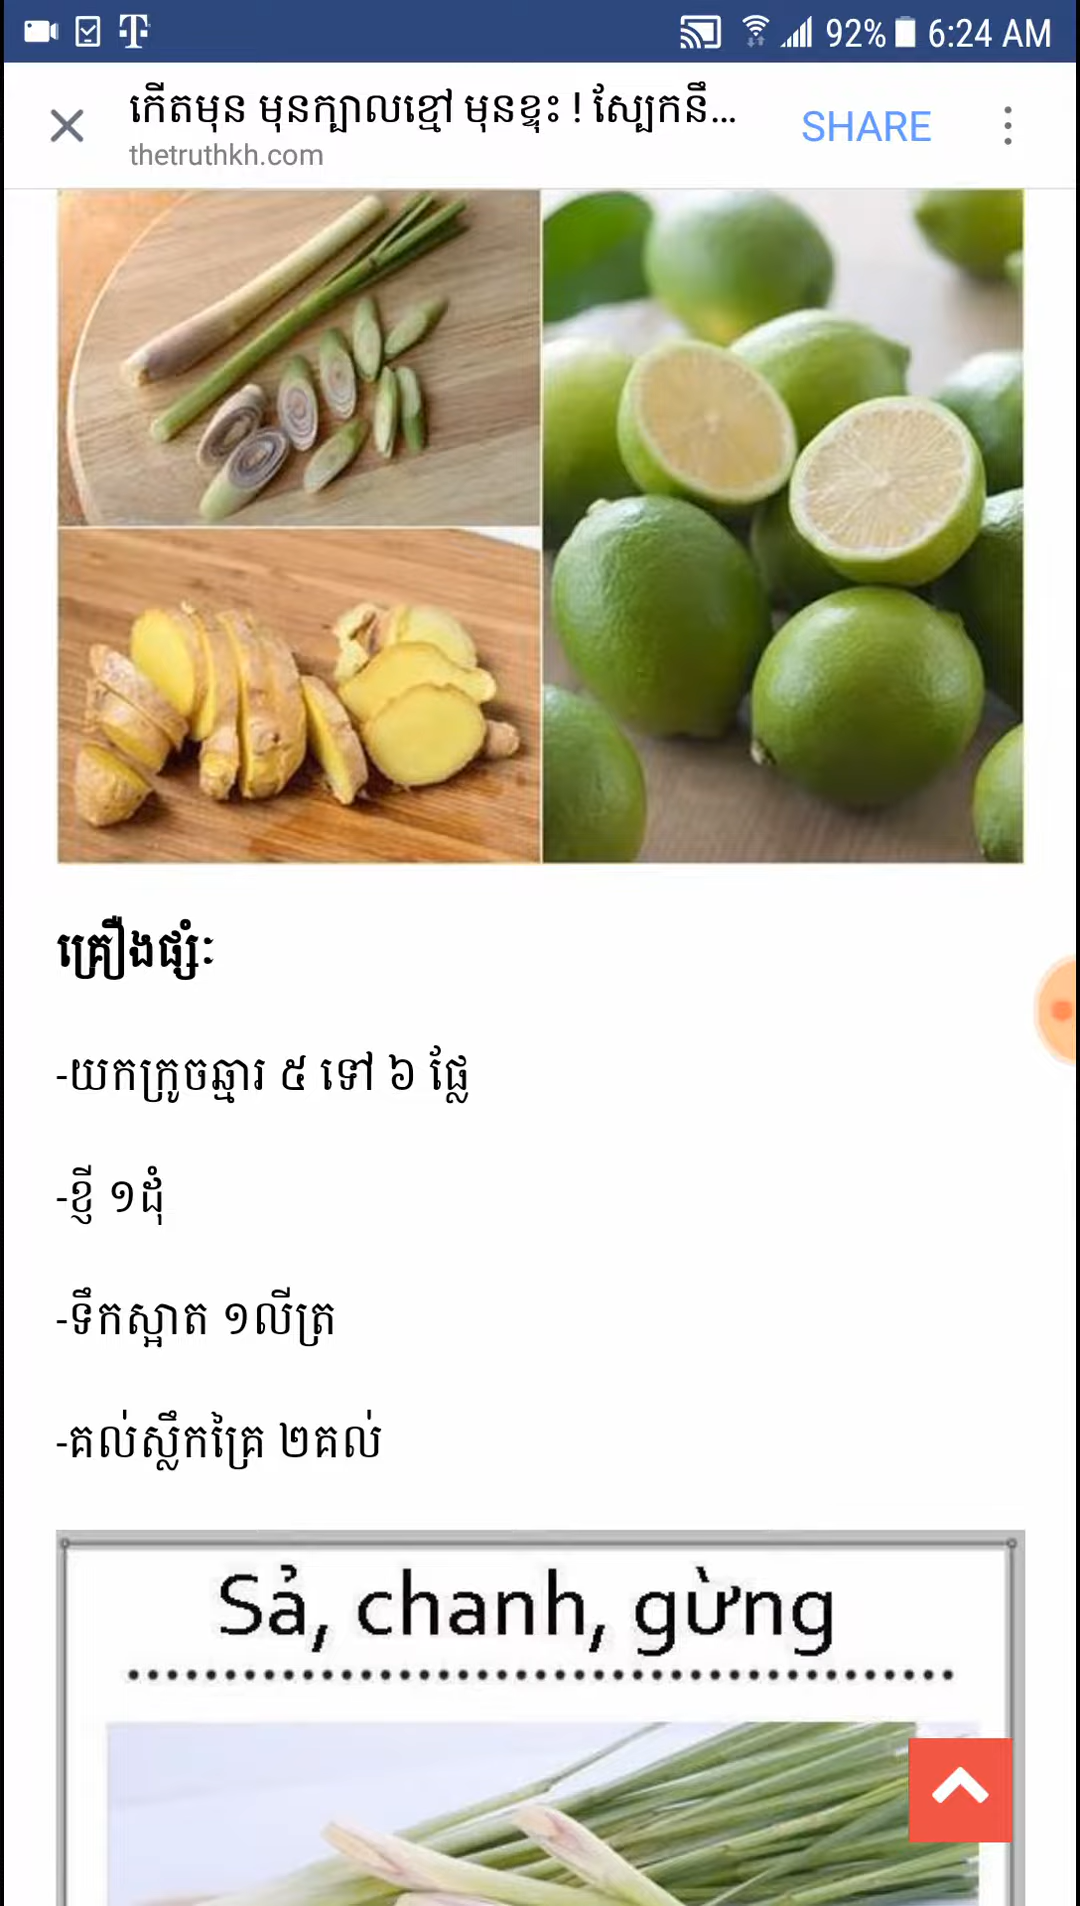 92% 6:24 AM
កើតមុន មុនក្បាលខ្មៅ មុនខ្ទុះ ! ស្បែកនឹ...
SHARE
thetruthkh.com
គ្រឿងផ្សំៈ
-យកក្រូចឆ្មារ ៥ ទៅ ៦ ផ្លែ
-ខ្ញី ១ដុំ
-ទឹកស្អាត ១លីត្រ
-គល់ស្លឹកគ្រៃ ២គល់
Sả, chanh, gừng